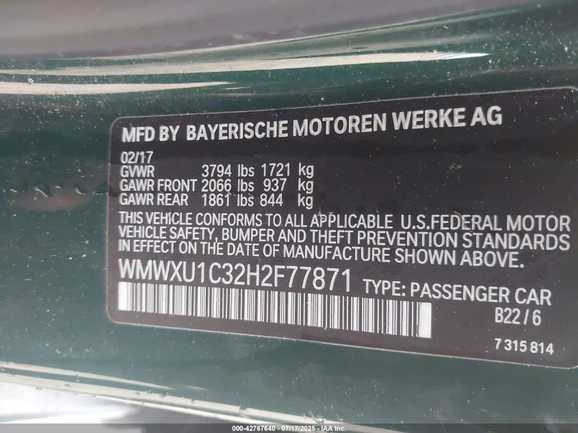 MFD BY BAYERISCHE MOTOREN WERKE AG
02/17
GVWR 3794 lbs 1721 kg
GAWR FRONT 2066 lbs 937 kg
GAWR REAR 1861 lbs 844 kg
THIS VEHICLE CONFORMS TO ALL APPLICABLE U.S.FEDERAL MOTOR
VEHICLE SAFETY, BUMPER AND THEFT PREVENTION STANDARDS
IN EFFECT ON THE DATE OF MANUFACTURE SHOWN ABOVE.
WMWXU1C32H2F77871 TYPE: PASSENGER CAR
B22/6
7 315 814
000-42767640 - 07/17/2025 - IAA Inc.